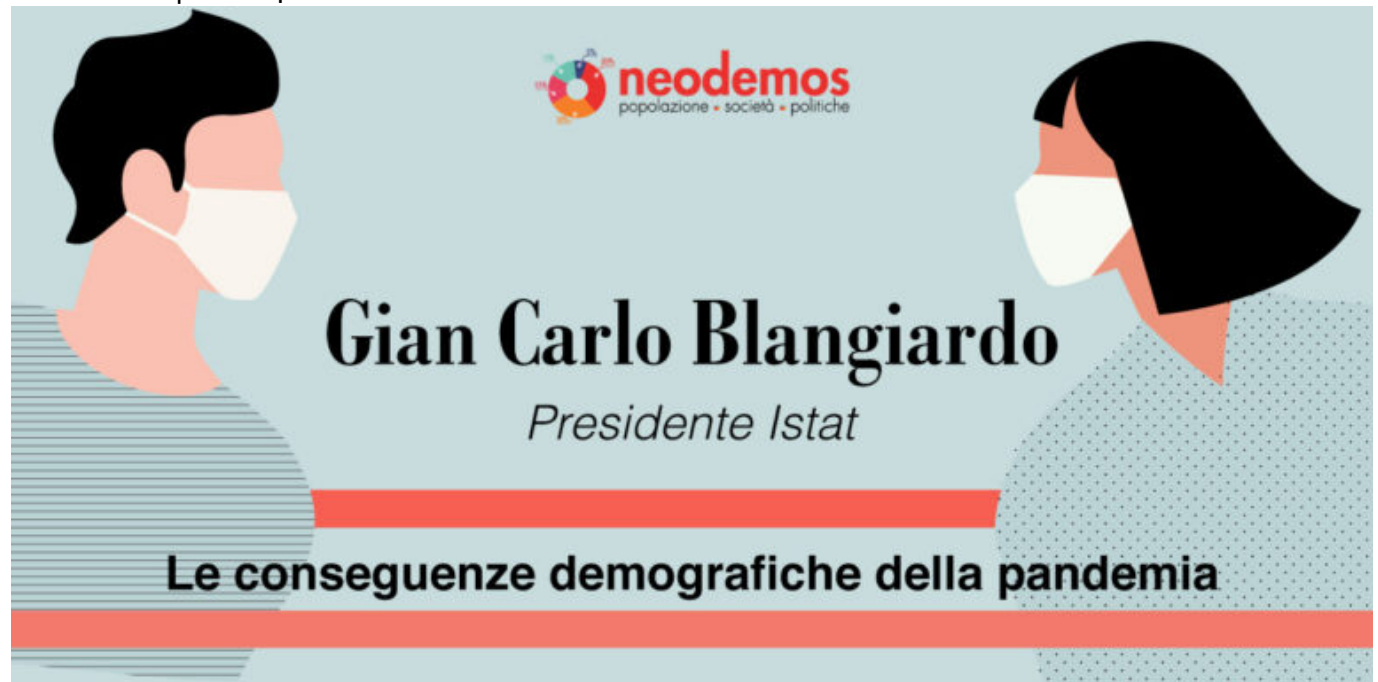 neodemos
popolazione • società • politiche
Gian Carlo Blangiardo
Presidente Istat
Le conseguenze demografiche della pandemia